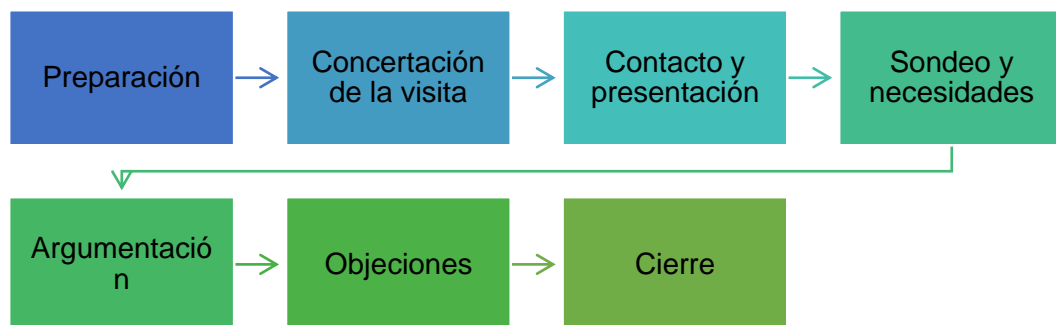 Preparación
Concertación
de la visita
Contacto y
presentación
Sondeo y
necesidades
Argumentació
n
Objeciones
Cierre